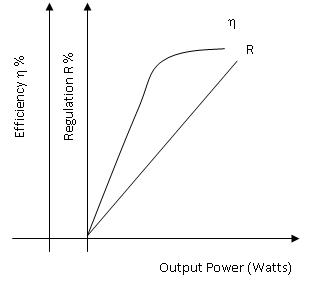 η
R
Efficiency η %
Regulation R %
Output Power (Watts)